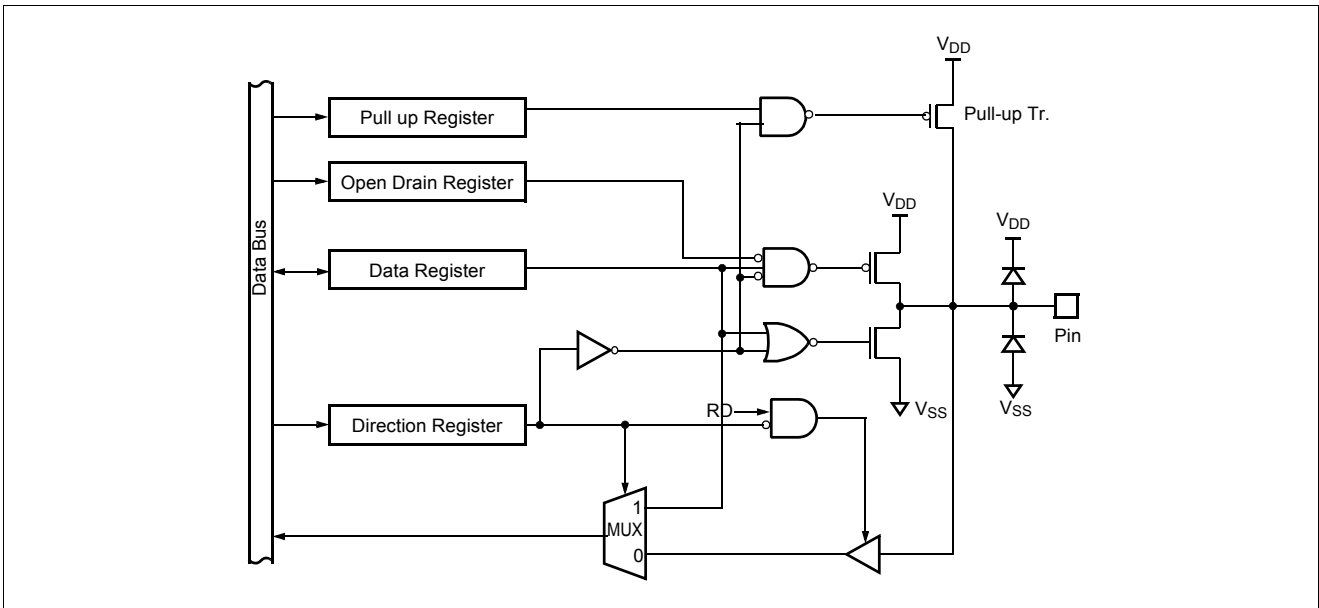 VDD
Pull up Register
Pull-up Tr.
Open Drain Register
VDD
VDD
Data Bus
Data Register
Pin
RD
Direction Register
VSS
VSS
1
MUX
0